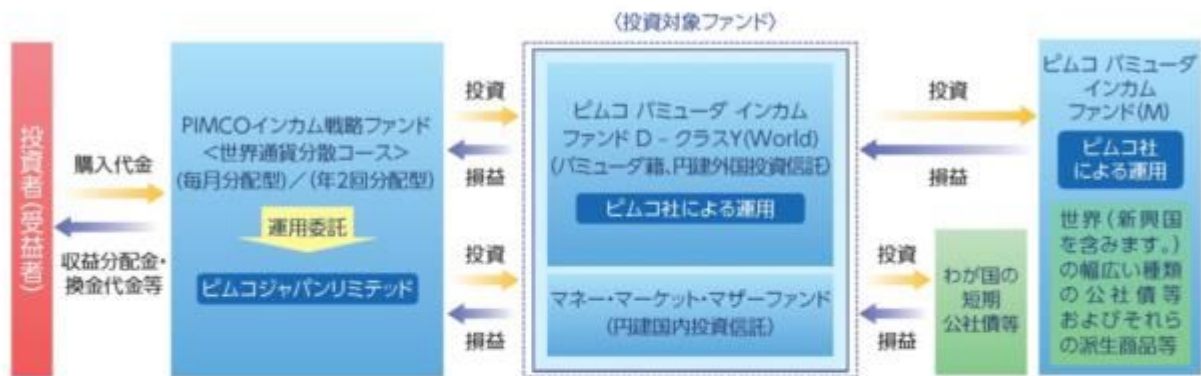 〈投資対象ファンド〉
投資者(受益者)
購入代金
収益分配金・
換金代金等
PIMCOインカム戦略ファンド
<世界通貨分散コース>
(毎月分配型)／(年2回分配型)
運用委託
ピムコジャパンリミテッド
投資
損益
投資
損益
ピムコ バミューダ インカム
ファンド D - クラスY(World)
(バミューダ籍、円建外国投資信託)
ピムコ社による運用
マネー・マーケット・マザーファンド
(円建国内投資信託)
投資
損益
投資
損益
わが国の
短期
公社債等
ピムコ バミューダ
インカム
ファンド(M)
ピムコ社
による運用
世界(新興国
を含みます。)
の幅広い種類
の公社債等
およびそれら
の派生商品等